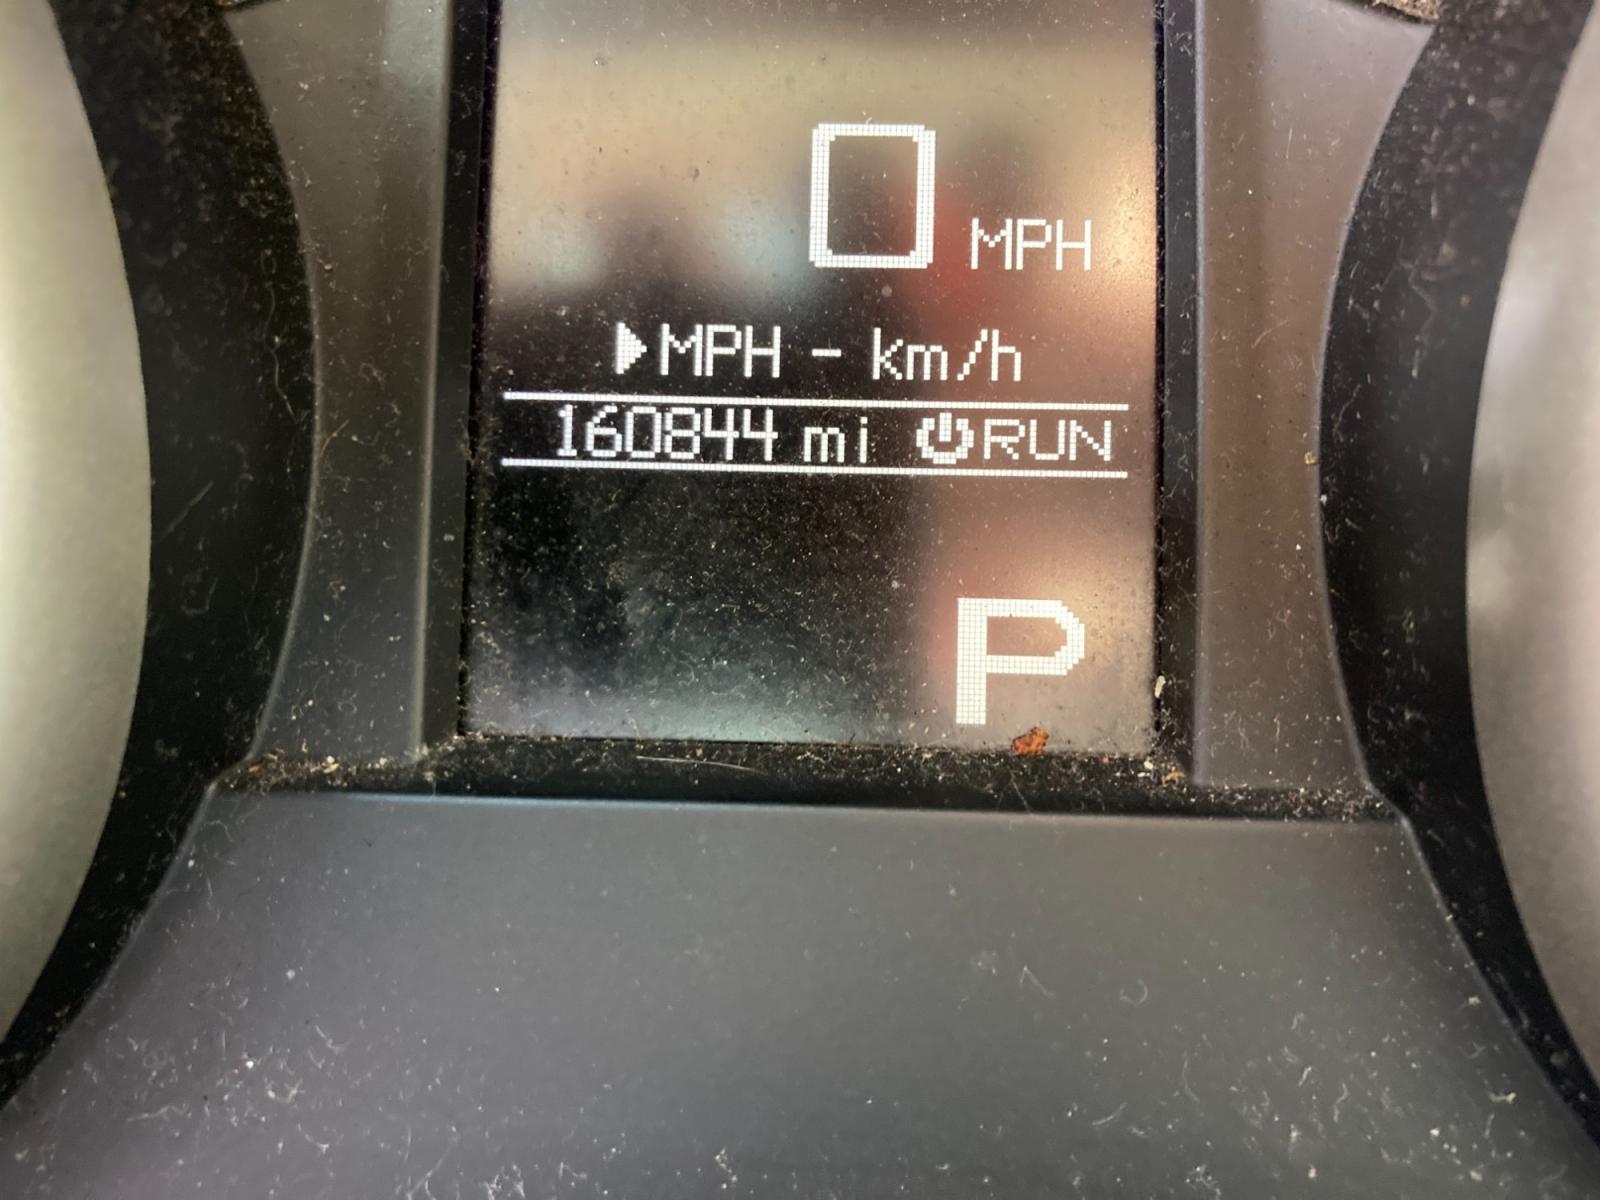 0 MPH
▶MPH - km/h
160844 mi ⏻RUN
P